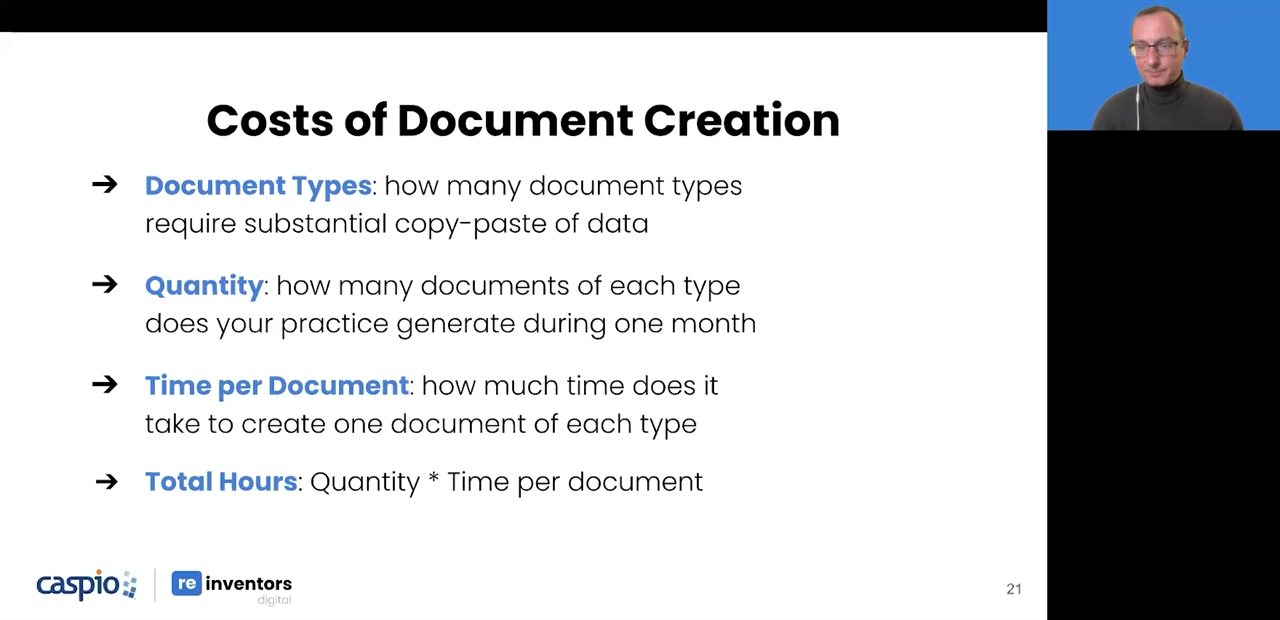 Costs of Document Creation
➔ Document Types: how many document types
require substantial copy-paste of data
➔ Quantity: how many documents of each type
does your practice generate during one month
➔ Time per Document: how much time does it
take to create one document of each type
➔ Total Hours: Quantity * Time per document
caspio
re inventors
digital
21